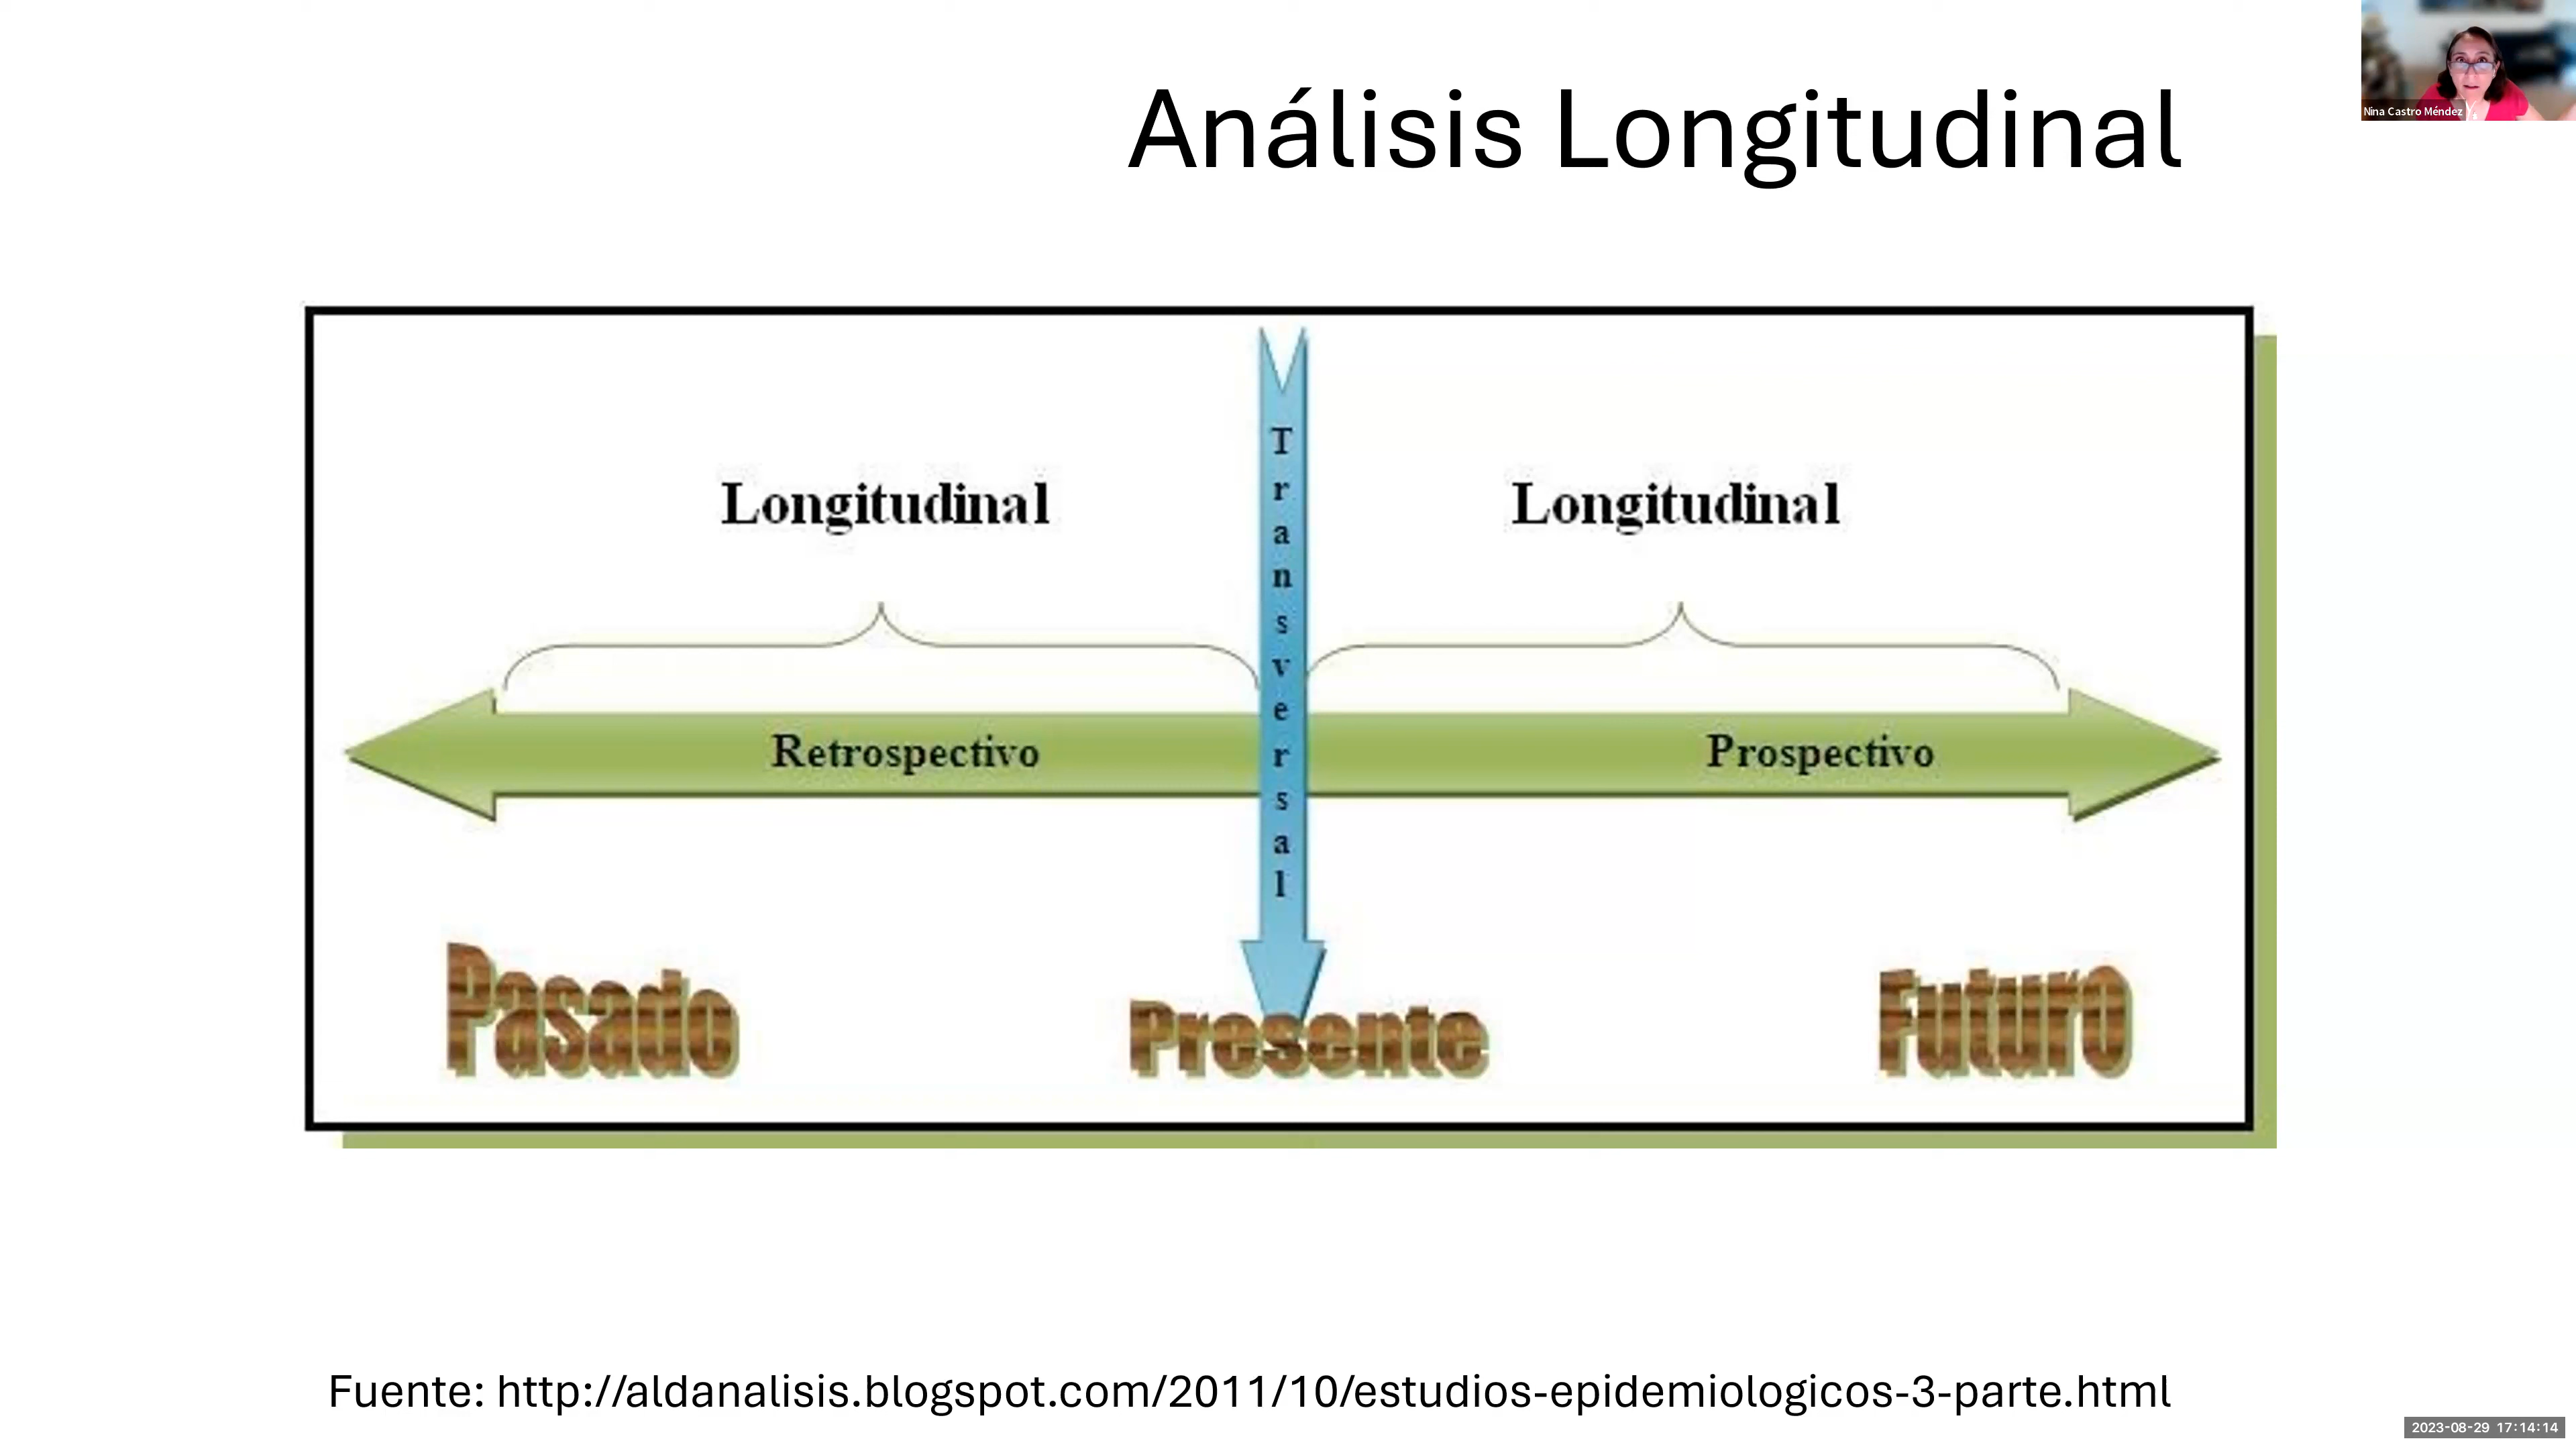 Análisis Longitudinal
Nina Castro Méndez
Longitudinal
Longitudinal
Transversal
Retrospectivo
Prospectivo
Pasado
Presente
Futuro
Fuente: http://aldanalisis.blogspot.com/2011/10/estudios-epidemiologicos-3-parte.html
2023-08-29 17:14:14